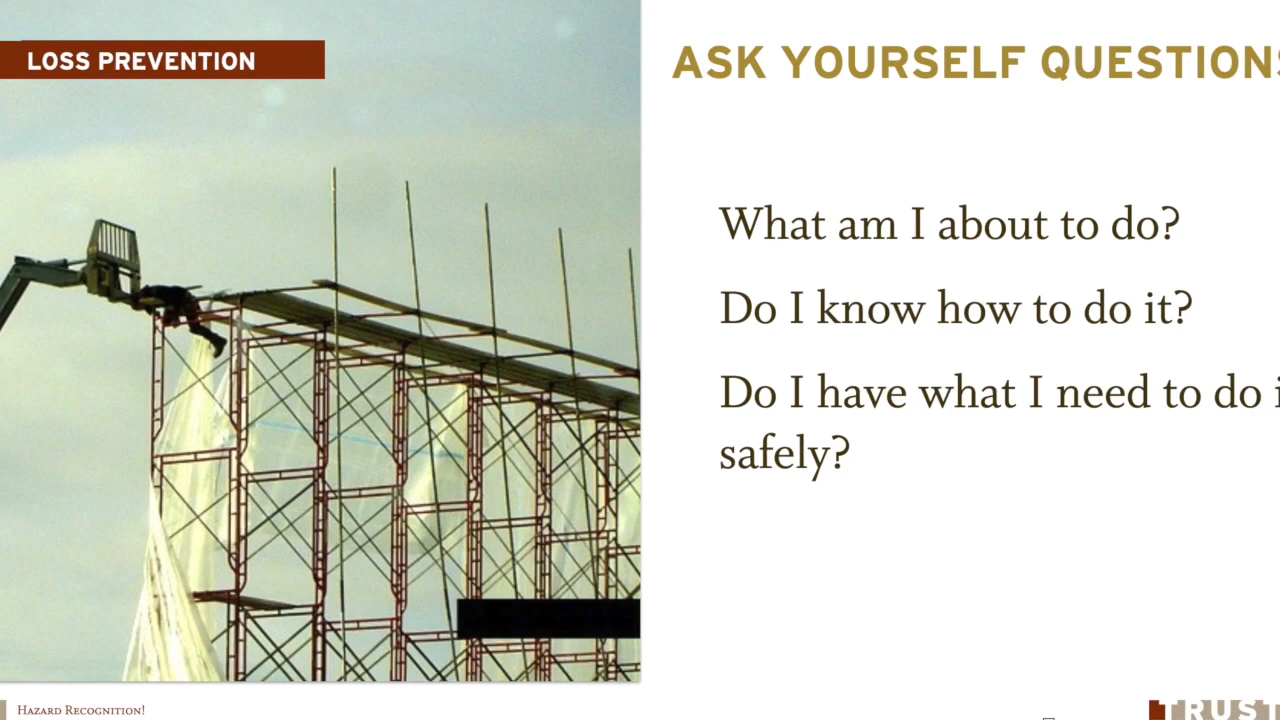 LOSS PREVENTION
ASK YOURSELF QUESTIONS
What am I about to do?
Do I know how to do it?
Do I have what I need to do i
safely?
Hazard Recognition!
TRUST